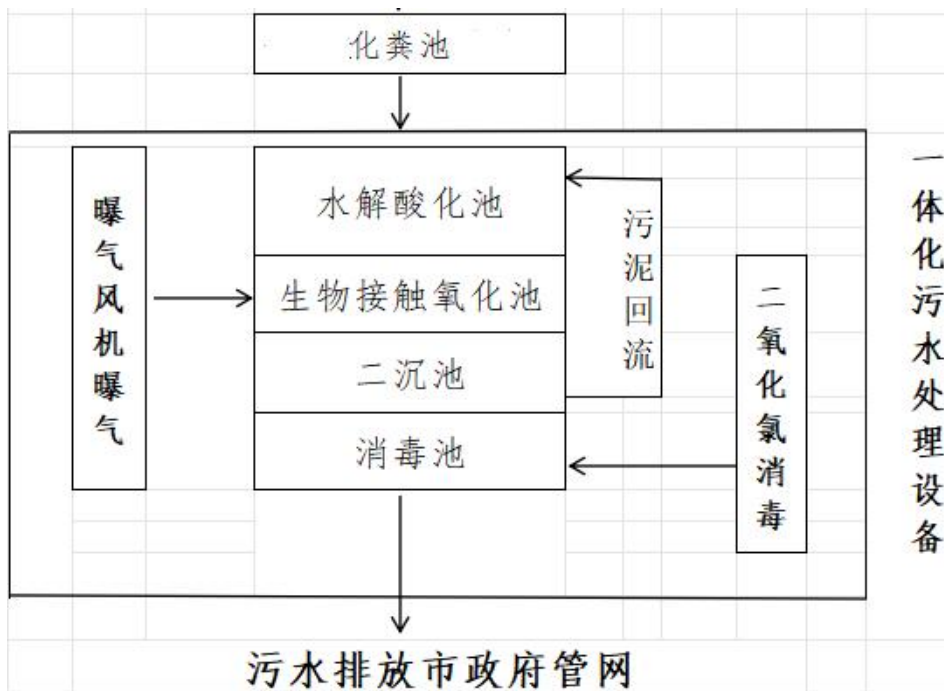 化粪池
曝气风机曝气
水解酸化池
生物接触氧化池
二沉池
消毒池
污泥回流
二氧化氯消毒
一体化污水处理设备
污水排放市政府管网